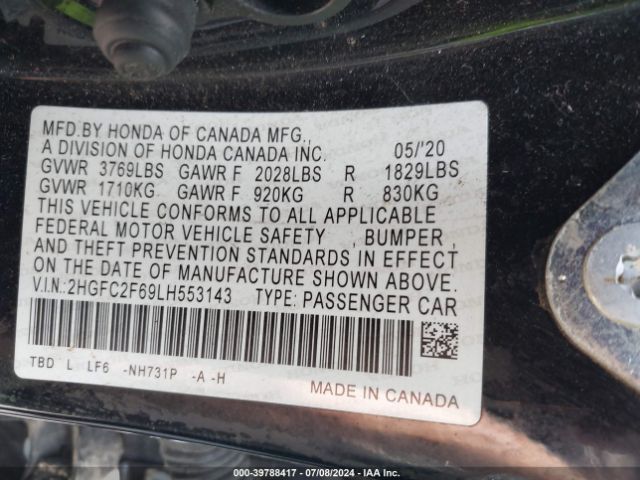 MFD.BY HONDA OF CANADA MFG.,
A DIVISION OF HONDA CANADA INC. 05/'20
GVWR 3769LBS GAWR F 2028LBS R 1829LBS
GVWR 1710KG GAWR F 920KG R 830KG
THIS VEHICLE CONFORMS TO ALL APPLICABLE
FEDERAL MOTOR VEHICLE SAFETY , BUMPER ,
AND THEFT PREVENTION STANDARDS IN EFFECT
ON THE DATE OF MANUFACTURE SHOWN ABOVE.
V.I.N:2HGFC2F69LH553143 TYPE: PASSENGER CAR
TBD L LF6 -NH731P -A -H
MADE IN CANADA
000-39788417 / 07/08/2024 / IAA Inc.